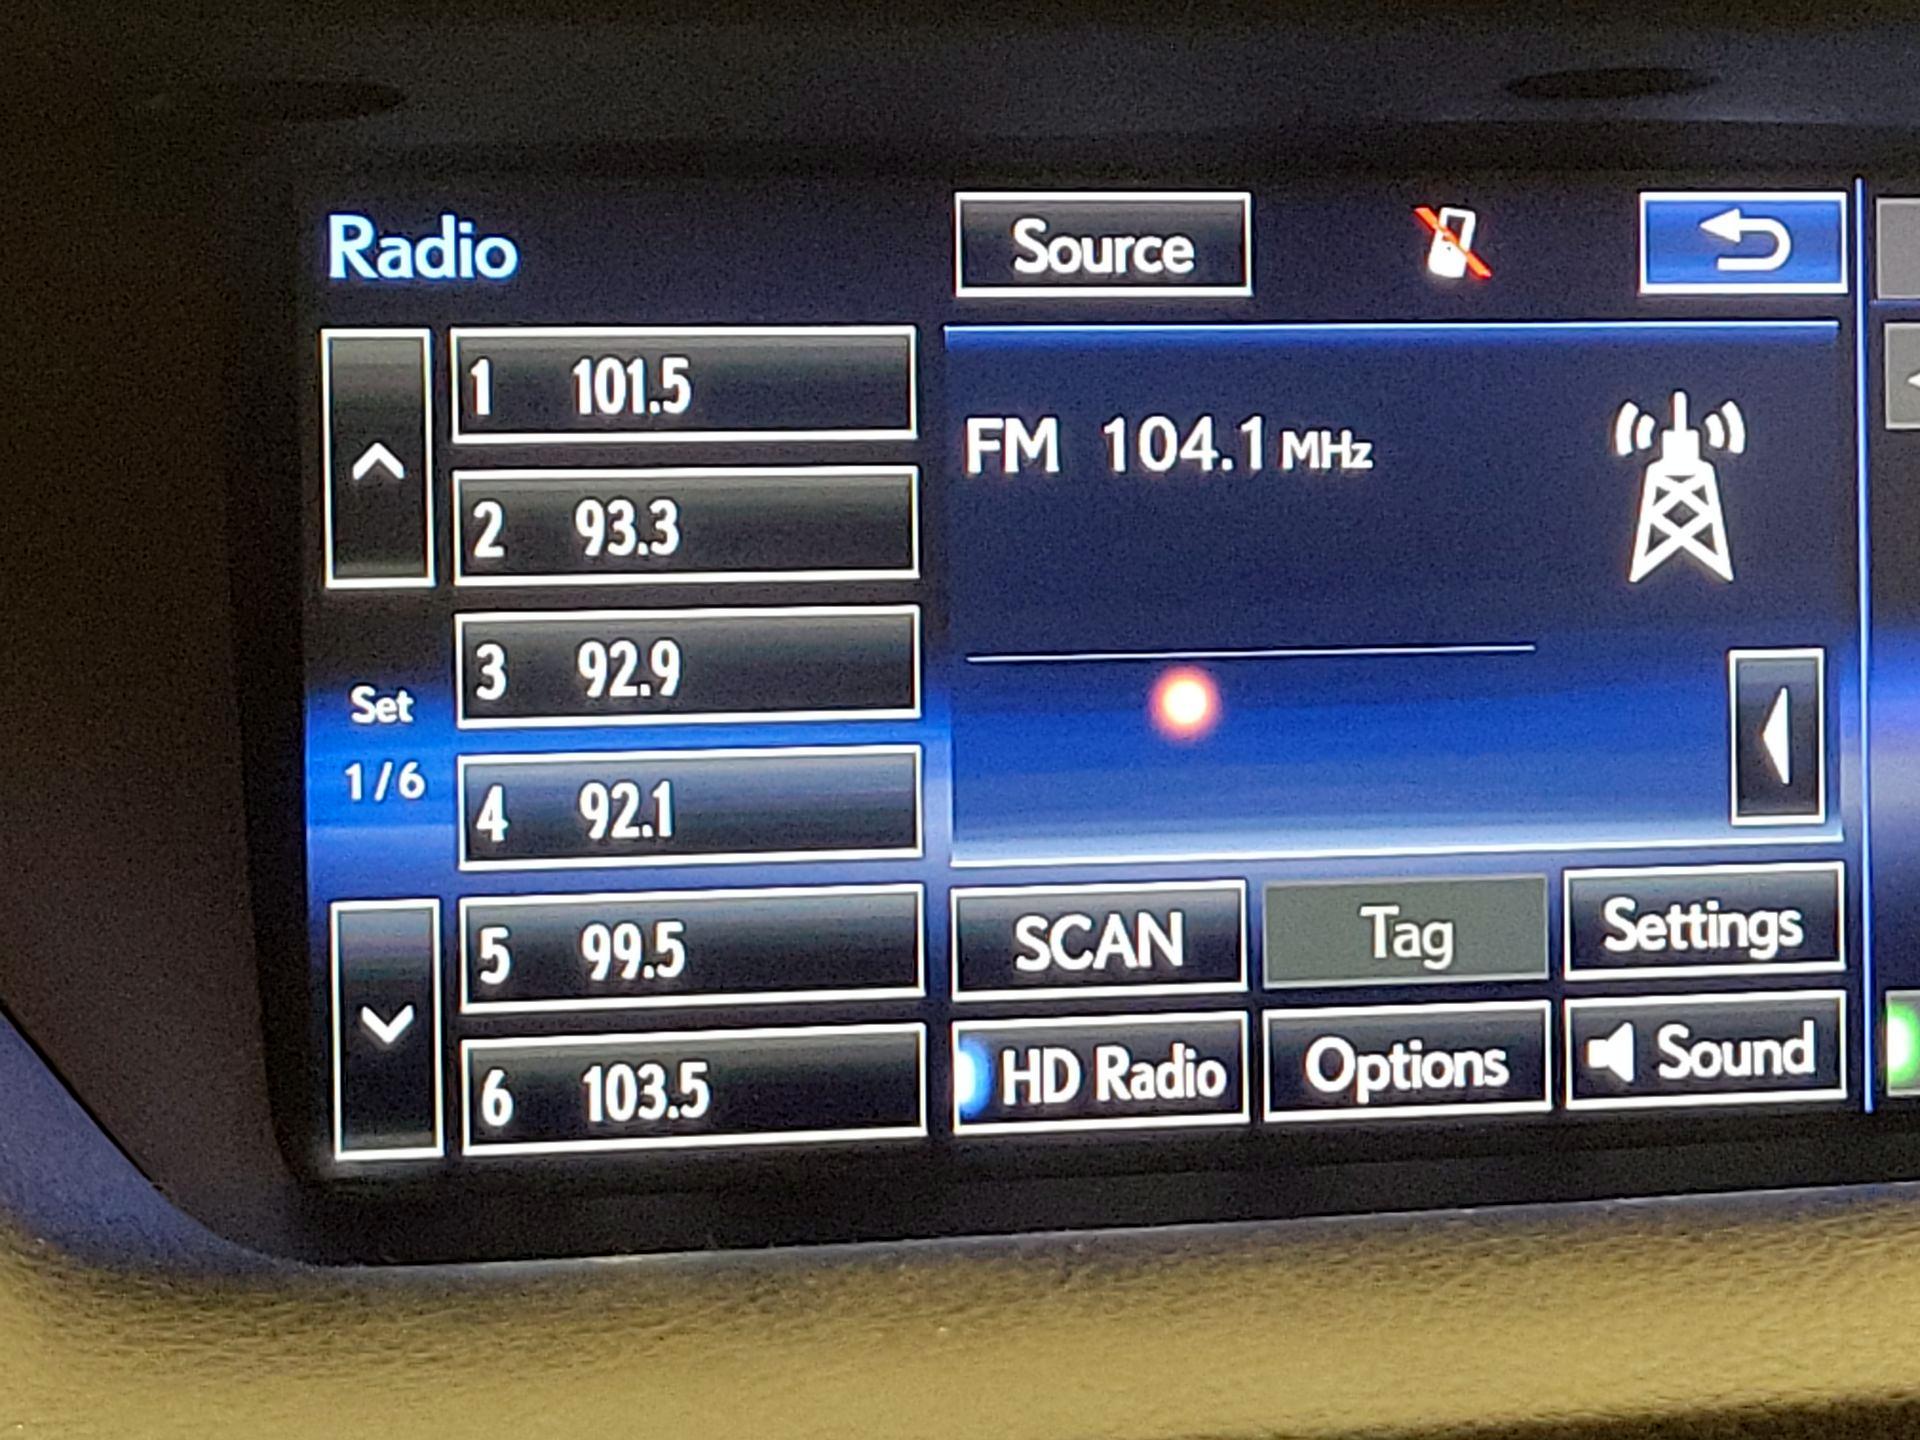 Radio
Source
1 101.5
2 93.3
3 92.9
4 92.1
5 99.5
6 103.5
Set
1/6
FM 104.1 MHz
SCAN
Tag
Settings
HD Radio
Options
Sound